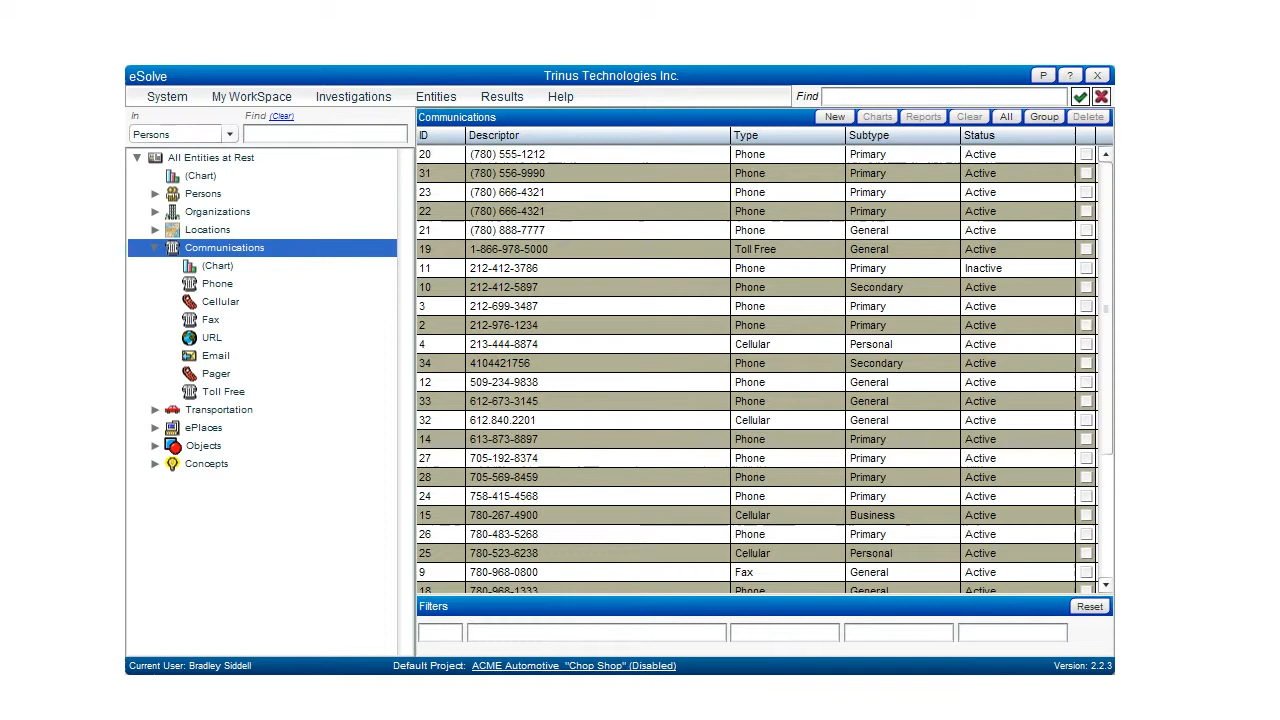 eSolve Trinus Technologies Inc. P ? X
System My WorkSpace Investigations Entities Results Help Find
In Find (Clear)
Persons
All Entities at Rest
(Chart)
Persons
Organizations
Locations
Communications
(Chart)
Phone
Cellular
Fax
URL
Email
Pager
Toll Free
Transportation
ePlaces
Objects
Concepts
Communications New Charts Reports Clear All Group Delete
ID Descriptor Type Subtype Status
20 (780) 555-1212 Phone Primary Active
31 (780) 556-9990 Phone Primary Active
23 (780) 666-4321 Phone Primary Active
22 (780) 666-4321 Phone Primary Active
21 (780) 888-7777 Phone General Active
19 1-866-978-5000 Toll Free General Active
11 212-412-3786 Phone Primary Inactive
10 212-412-5897 Phone Secondary Active
3 212-699-3487 Phone Primary Active
2 212-976-1234 Phone Primary Active
4 213-444-8874 Cellular Personal Active
34 4104421756 Phone Secondary Active
12 509-234-9838 Phone General Active
33 612-673-3145 Phone General Active
32 612.840.2201 Cellular General Active
14 613-873-8897 Phone Primary Active
27 705-192-8374 Phone Primary Active
28 705-569-8459 Phone Primary Active
24 758-415-4568 Phone Primary Active
15 780-267-4900 Cellular Business Active
26 780-483-5268 Phone Primary Active
25 780-523-6238 Cellular Personal Active
9 780-968-0800 Fax General Active
18 780-968-1333 Phone General Active
Filters Reset
Current User: Bradley Siddell Default Project: ACME Automotive "Chop Shop" (Disabled) Version: 2.2.3